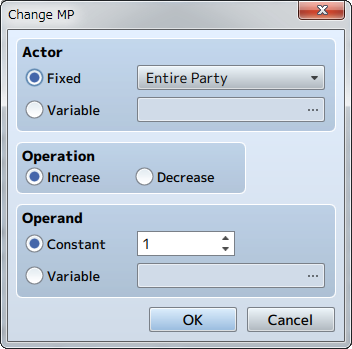 Change MP
Actor
Fixed
Entire Party
Variable
...
Operation
Increase
Decrease
Operand
Constant
1
Variable
...
OK
Cancel